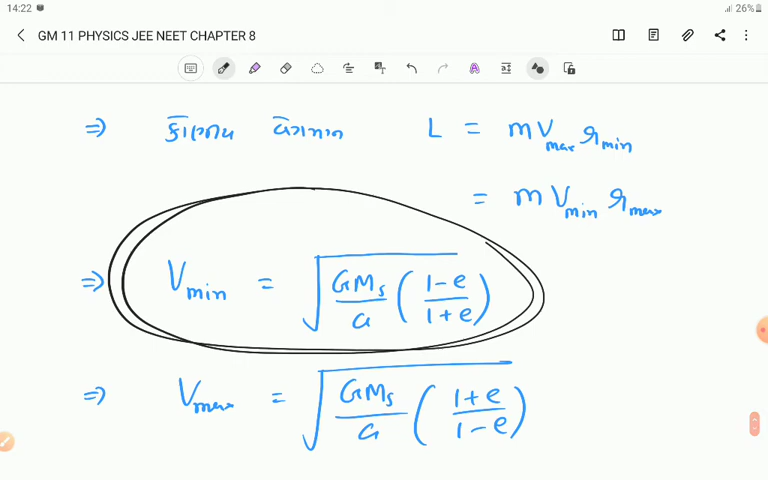 14:22 26%
GM 11 PHYSICS JEE NEET CHAPTER 8
⇒ કોણીય વેગમાન L = mV_max r_min
= mV_min r_max
⇒ V_min = √(GM_s/a ((1-e)/(1+e)))
⇒ V_max = √(GM_s/a ((1+e)/(1-e)))